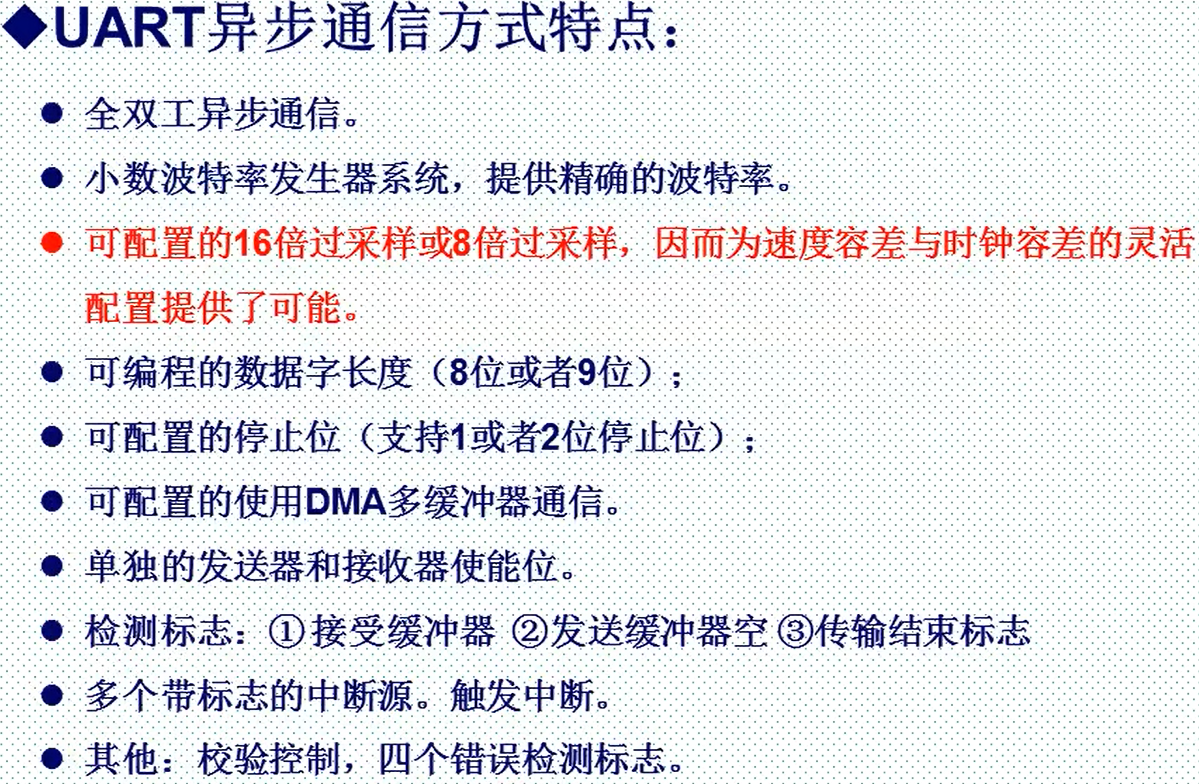 ◆UART异步通信方式特点：
● 全双工异步通信。
● 小数波特率发生器系统，提供精确的波特率。
● 可配置的16倍过采样或8倍过采样，因而为速度容差与时钟容差的灵活
配置提供了可能。
● 可编程的数据字长度（8位或者9位）；
● 可配置的停止位（支持1或者2位停止位）；
● 可配置的使用DMA多缓冲器通信。
● 单独的发送器和接收器使能位。
● 检测标志：① 接受缓冲器 ②发送缓冲器空 ③传输结束标志
● 多个带标志的中断源。触发中断。
● 其他：校验控制，四个错误检测标志。